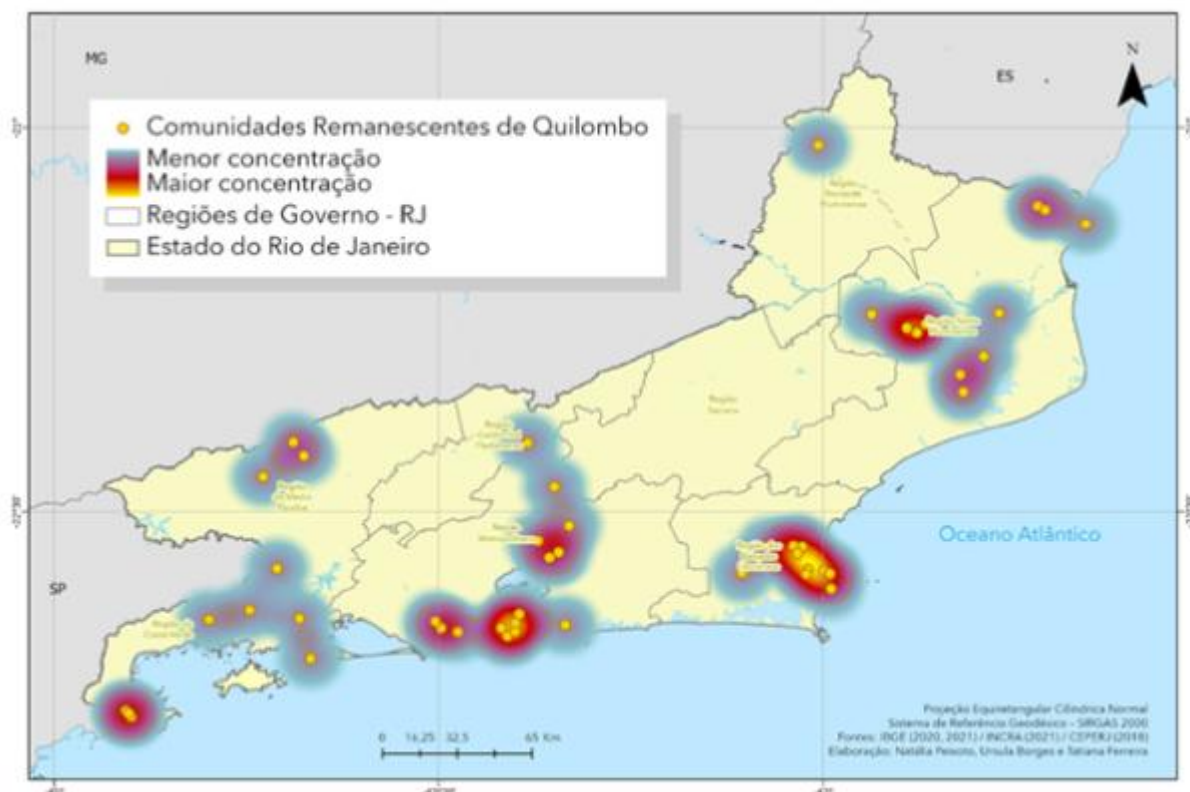 MG
ES
N
Comunidades Remanescentes de Quilombo
Menor concentração
Maior concentração
Regiões de Governo - RJ
Estado do Rio de Janeiro
Região
Serrana
Oceano Atlântico
SP
0 16,25 32,5 65 Km
Projeção Equiretangular Cilíndrica Normal
Sistema de Referência Geodésico - SIRGAS 2000
Fontes: IBGE (2020, 2021) / INCRA (2021) / CEPERJ (2018)
Elaboração: Natália Peixoto, Ursula Borges e Tatiana Ferreira